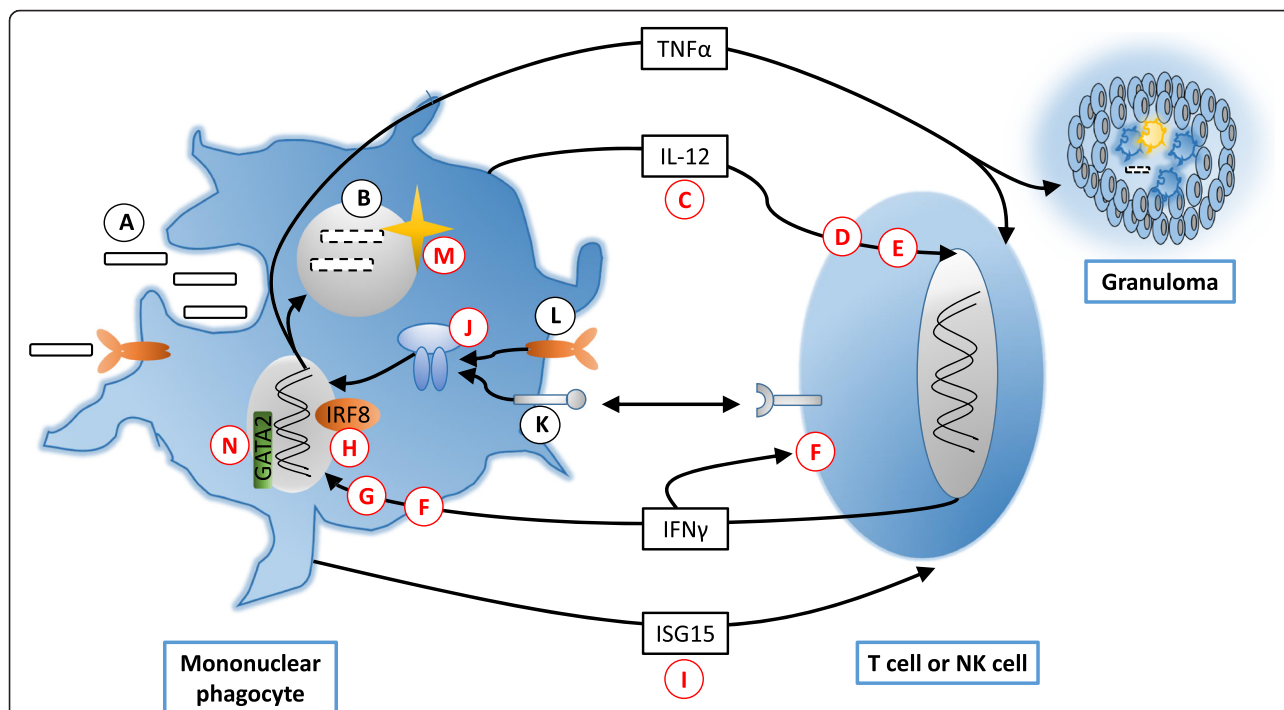 TNFα
IL-12
C
A
B
M
D
E
Granuloma
J
L
K
IRF8
H
N
GATA2
G
F
F
IFNγ
ISG15
I
Mononuclear
phagocyte
T cell or NK cell